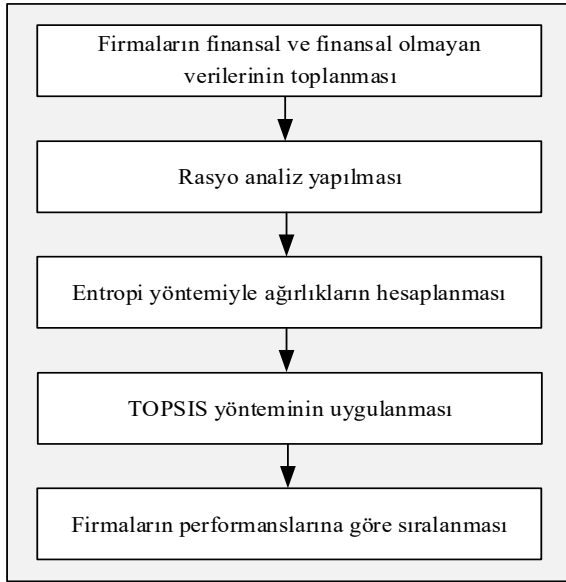 Firmaların finansal ve finansal olmayan
verilerinin toplanması
Rasyo analiz yapılması
Entropi yöntemiyle ağırlıkların hesaplanması
TOPSIS yönteminin uygulanması
Firmaların performanslarına göre sıralanması